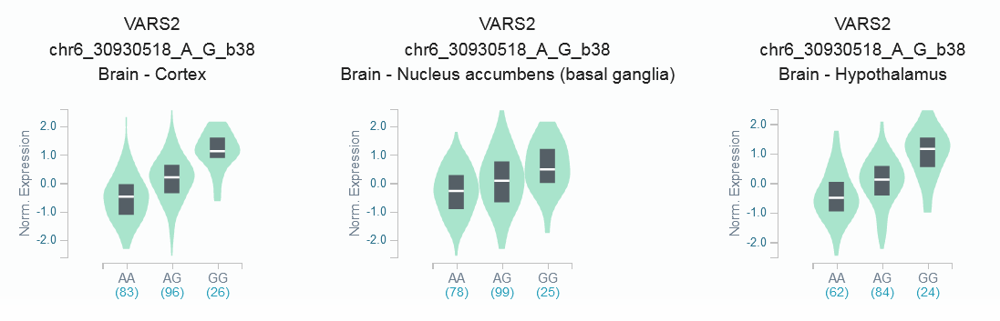 VARS2
chr6_30930518_A_G_b38
Brain - Cortex
Norm. Expression
2.0
1.0
0.0
-1.0
-2.0
AA AG GG
(83) (96) (26)
VARS2
chr6_30930518_A_G_b38
Brain - Nucleus accumbens (basal ganglia)
Norm. Expression
2.0
1.0
0.0
-1.0
-2.0
AA AG GG
(78) (99) (25)
VARS2
chr6_30930518_A_G_b38
Brain - Hypothalamus
Norm. Expression
2.0
1.0
0.0
-1.0
-2.0
AA AG GG
(62) (84) (24)